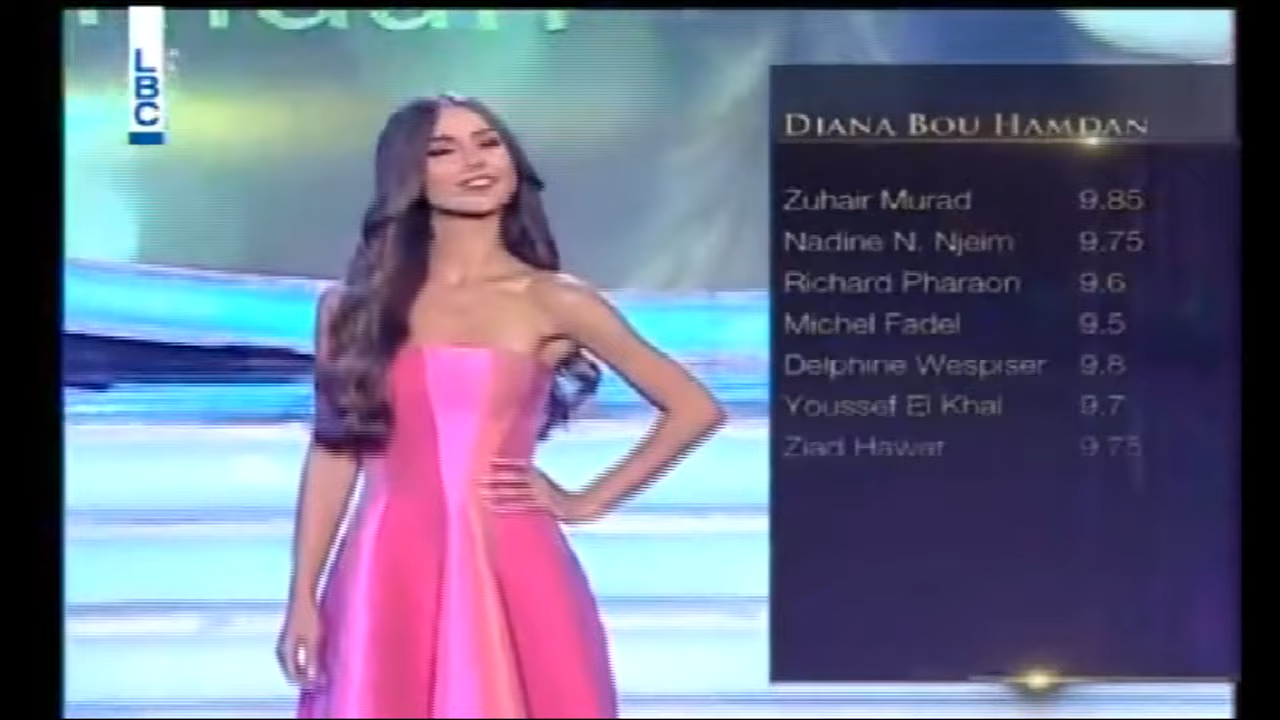 LBC
DIANA BOU HAMDAN
Zuhair Murad 9.85
Nadine N. Njeim 9.75
Richard Pharaon 9.6
Michel Fadel 9.5
Delphine Wespiser 9.8
Youssef El Khal 9.7
Ziad Hawat 9.75